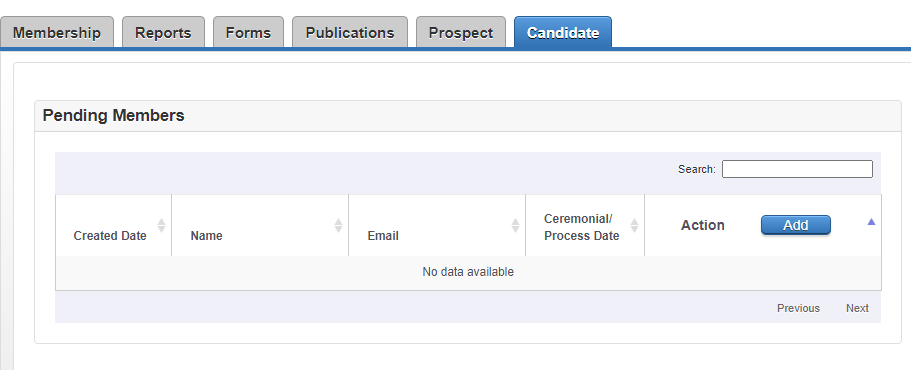 Membership Reports Forms Publications Prospect Candidate
Pending Members
Search:
Created Date Name Email Ceremonial/ Process Date Action Add
No data available
Previous Next